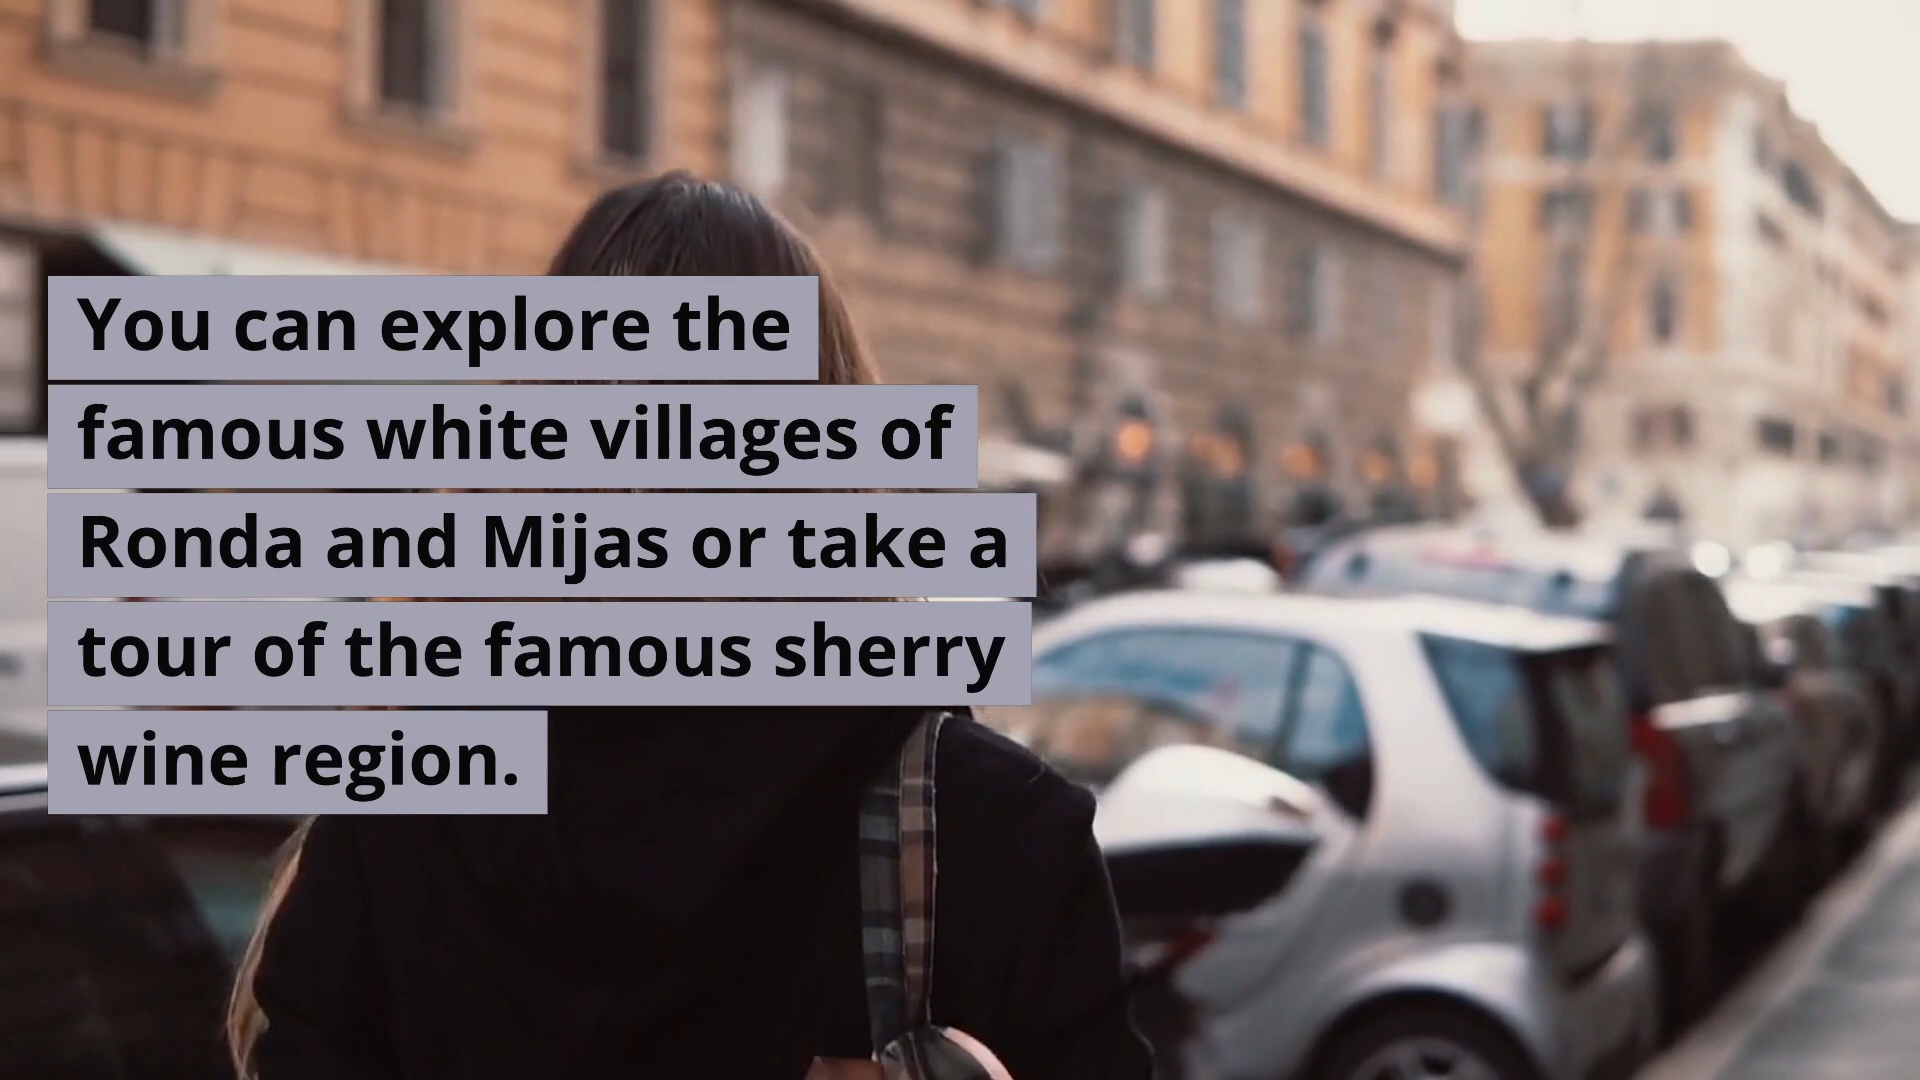 You can explore the
famous white villages of
Ronda and Mijas or take a
tour of the famous sherry
wine region.